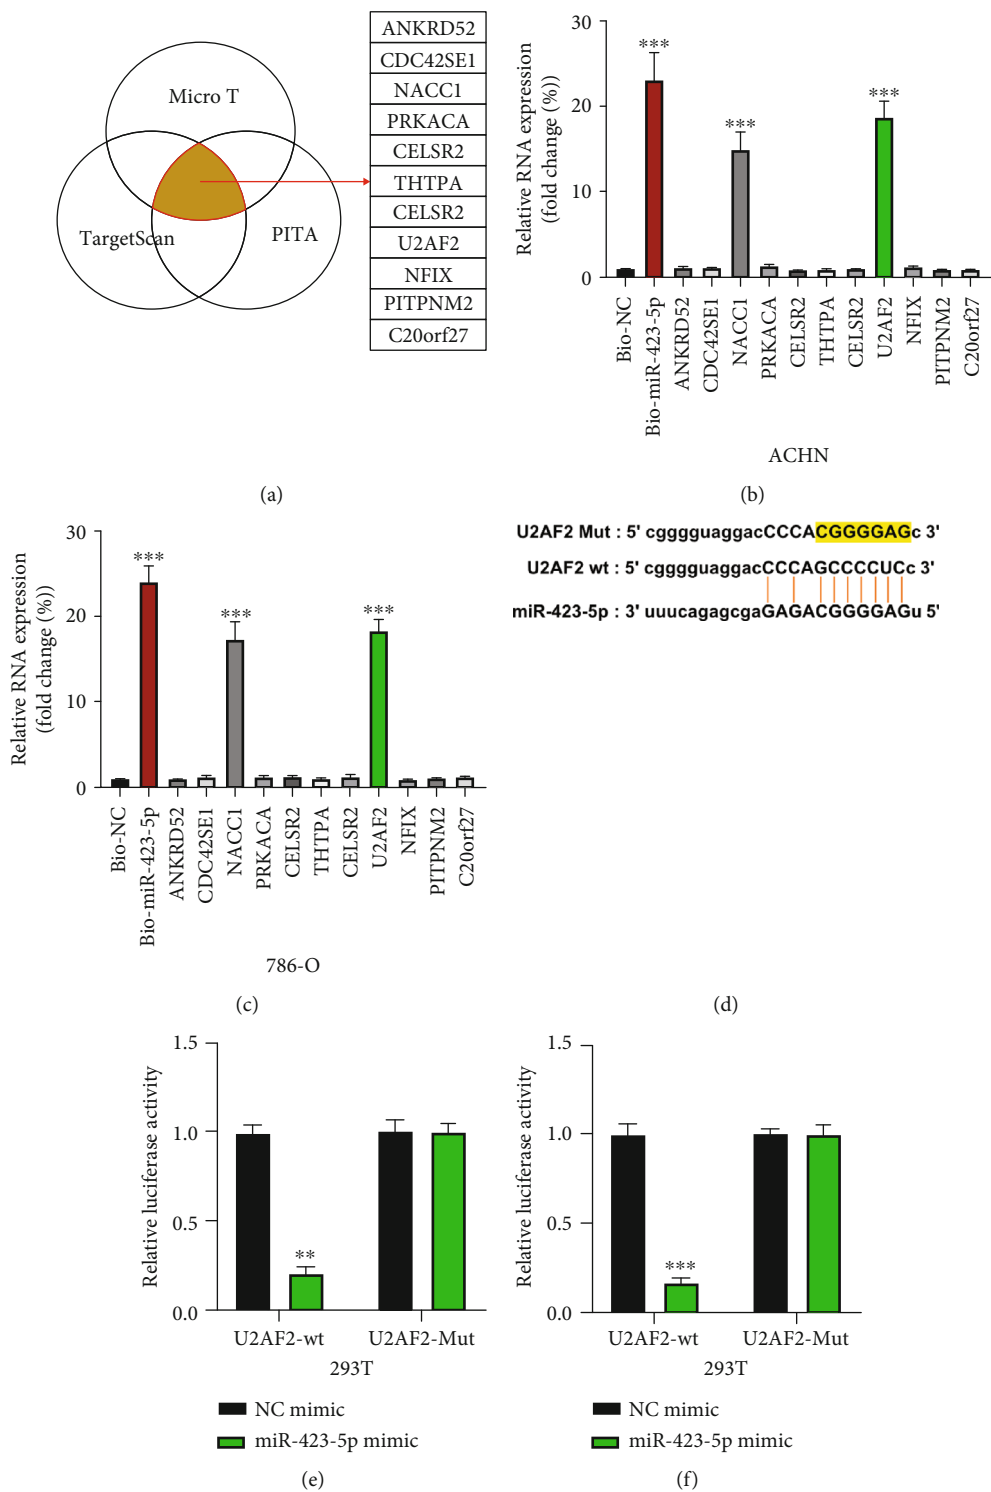 Micro T
TargetScan
PITA
ANKRD52
CDC42SE1
NACC1
PRKACA
CELSR2
THTPA
CELSR2
U2AF2
NFIX
PITPNM2
C20orf27
(a)
Relative RNA expression
(fold change (%))
30
20
10
0
***
***
***
Bio-NC
Bio-miR-423-5p
ANKRD52
CDC42SE1
NACC1
PRKACA
CELSR2
THTPA
CELSR2
U2AF2
NFIX
PITPNM2
C20orf27
ACHN
(b)
Relative RNA expression
(fold change (%))
30
20
10
0
***
***
***
Bio-NC
Bio-miR-423-5p
ANKRD52
CDC42SE1
NACC1
PRKACA
CELSR2
THTPA
CELSR2
U2AF2
NFIX
PITPNM2
C20orf27
786-O
(c)
U2AF2 Mut : 5' cggggguaggacCCCACGGGGAGc 3'
U2AF2 wt : 5' cggggguaggacCCCAGCCCCUCc 3'
miR-423-5p : 3' uuucagagcgaGAGACGGGGAGu 5'
(d)
Relative luciferase activity
1.5
1.0
0.5
0.0
**
U2AF2-wt
U2AF2-Mut
293T
NC mimic
miR-423-5p mimic
(e)
Relative luciferase activity
1.5
1.0
0.5
0.0
***
U2AF2-wt
U2AF2-Mut
293T
NC mimic
miR-423-5p mimic
(f)